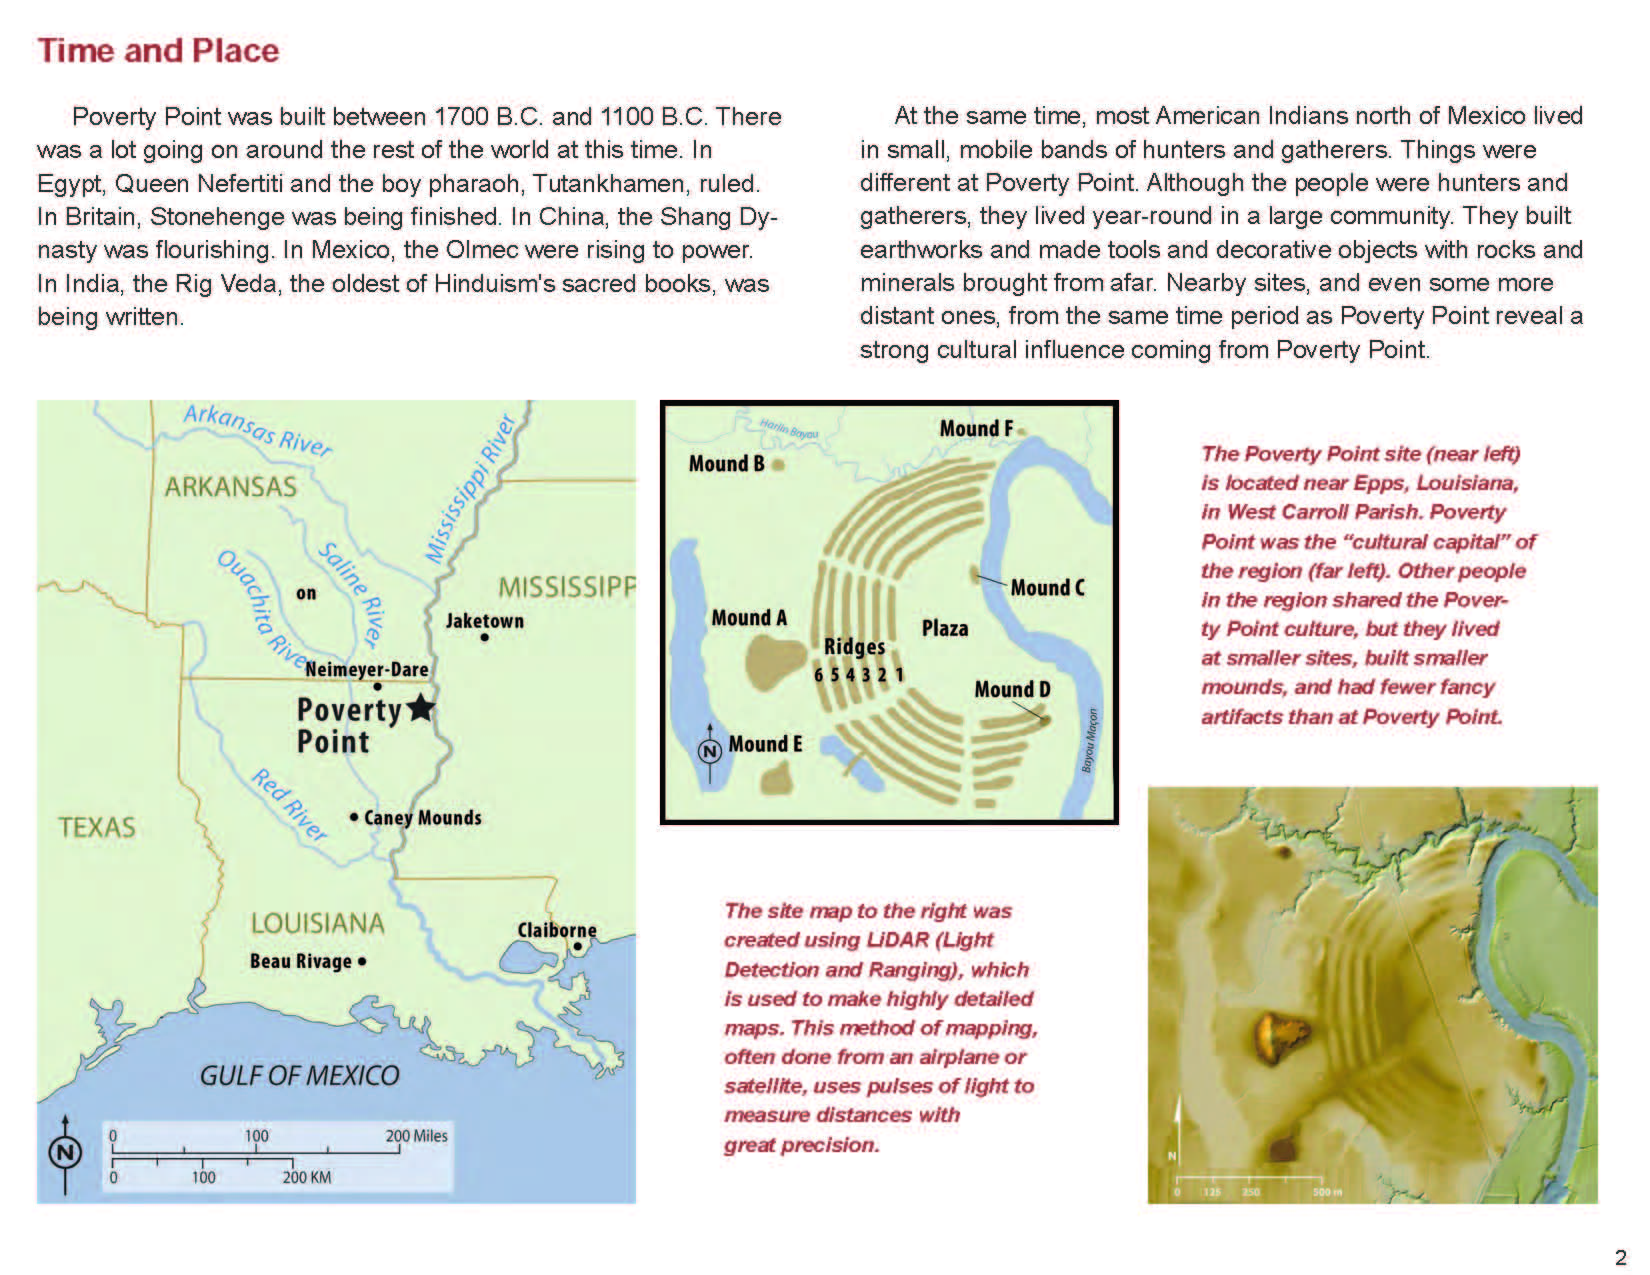 Time and Place
Poverty Point was built between 1700 B.C. and 1100 B.C. There
was a lot going on around the rest of the world at this time. In
Egypt, Queen Nefertiti and the boy pharaoh, Tutankhamen, ruled.
In Britain, Stonehenge was being finished. In China, the Shang Dy-
nasty was flourishing. In Mexico, the Olmec were rising to power.
In India, the Rig Veda, the oldest of Hinduism's sacred books, was
being written.
At the same time, most American Indians north of Mexico lived
in small, mobile bands of hunters and gatherers. Things were
different at Poverty Point. Although the people were hunters and
gatherers, they lived year-round in a large community. They built
earthworks and made tools and decorative objects with rocks and
minerals brought from afar. Nearby sites, and even some more
distant ones, from the same time period as Poverty Point reveal a
strong cultural influence coming from Poverty Point.
Arkansas River
Mississippi River
ARKANSAS
Saline River
Ouachita River
on
MISSISSIPP
Jaketown
Neimeyer-Dare
Poverty
Point
Red River
TEXAS
Caney Mounds
LOUISIANA
Claiborne
Beau Rivage
GULF OF MEXICO
N
0 100 200 Miles
0 100 200 KM
Harlin Bayou
Mound F
Mound B
Mound C
Mound A
Plaza
Ridges
6 5 4 3 2 1
Mound D
Mound E
N
Bayou Maçon
The Poverty Point site (near left)
is located near Epps, Louisiana,
in West Carroll Parish. Poverty
Point was the “cultural capital” of
the region (far left). Other people
in the region shared the Pover-
ty Point culture, but they lived
at smaller sites, built smaller
mounds, and had fewer fancy
artifacts than at Poverty Point.
The site map to the right was
created using LiDAR (Light
Detection and Ranging), which
is used to make highly detailed
maps. This method of mapping,
often done from an airplane or
satellite, uses pulses of light to
measure distances with
great precision.
N
0 125 250 500 m
2